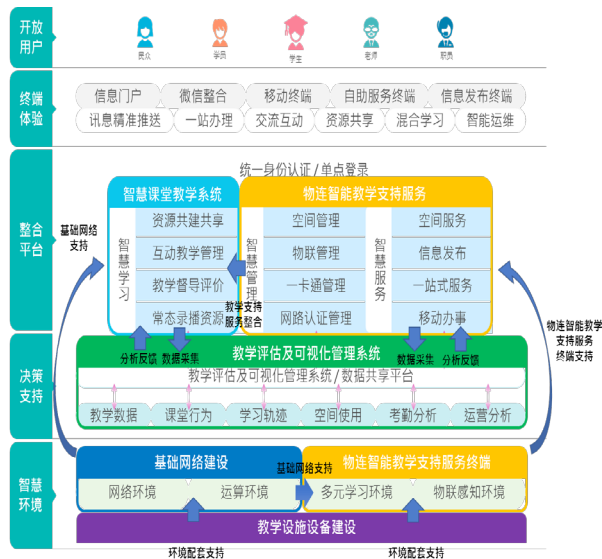 开放
用户
民众
学员
学生
老师
职员
终端
体验
信息门户
微信整合
移动终端
自助服务终端
信息发布终端
讯息精准推送
一站办理
交流互动
资源共享
混合学习
智能运维
整合
平台
统一身份认证/单点登录
智慧课堂教学系统
智慧学习
资源共建共享
互动教学管理
教学督导评价
常态录播资源
物连智能教学支持服务
智慧管理
空间管理
物联管理
一卡通管理
网路认证管理
智慧服务
空间服务
信息发布
一站式服务
移动办事
基础网络
支持
教学支持
服务整合
物连智能教学
支持服务
终端支持
决策
支持
分析反馈
数据采集
数据采集
分析反馈
教学评估及可视化管理系统
教学评估及可视化管理系统/数据共享平台
教学数据
课堂行为
学习轨迹
空间使用
考勤分析
运营分析
智慧
环境
基础网络建设
网络环境
运算环境
基础网络支持
物连智能教学支持服务终端
多元学习环境
物联感知环境
教学设施设备建设
环境配套支持
环境配套支持